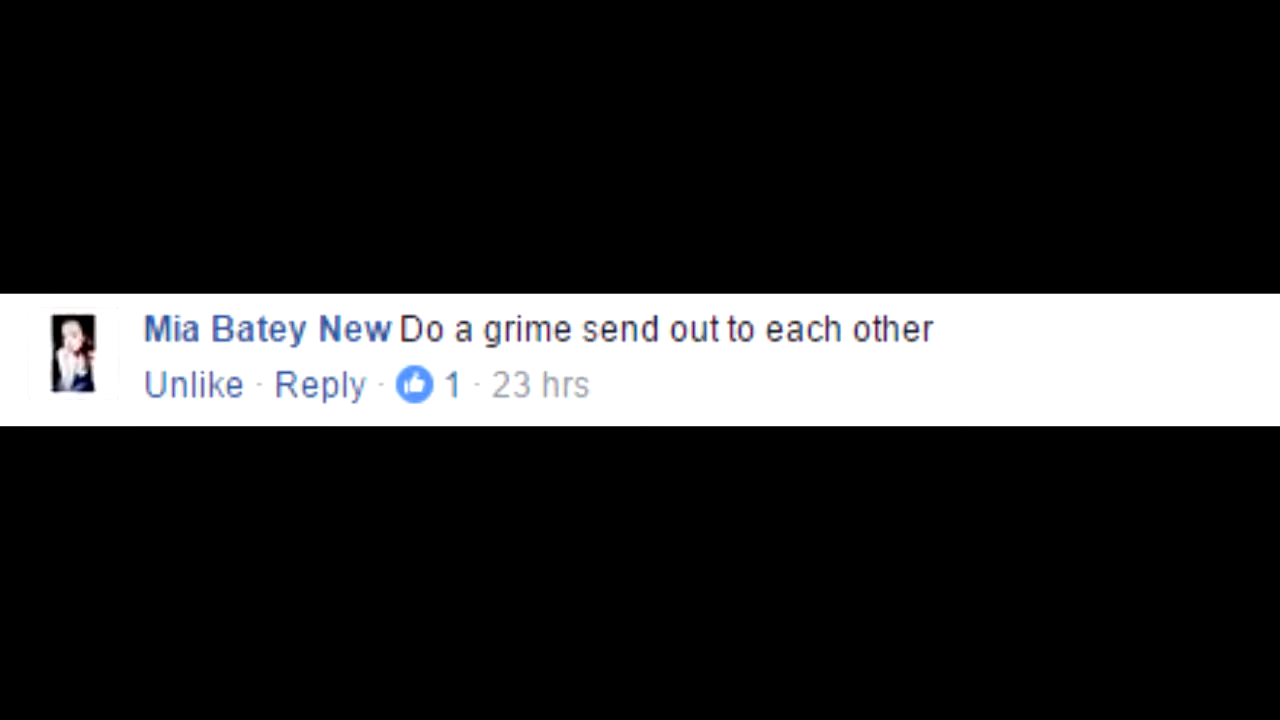 Mia Batey New Do a grime send out to each other
Unlike · Reply · 1 · 23 hrs